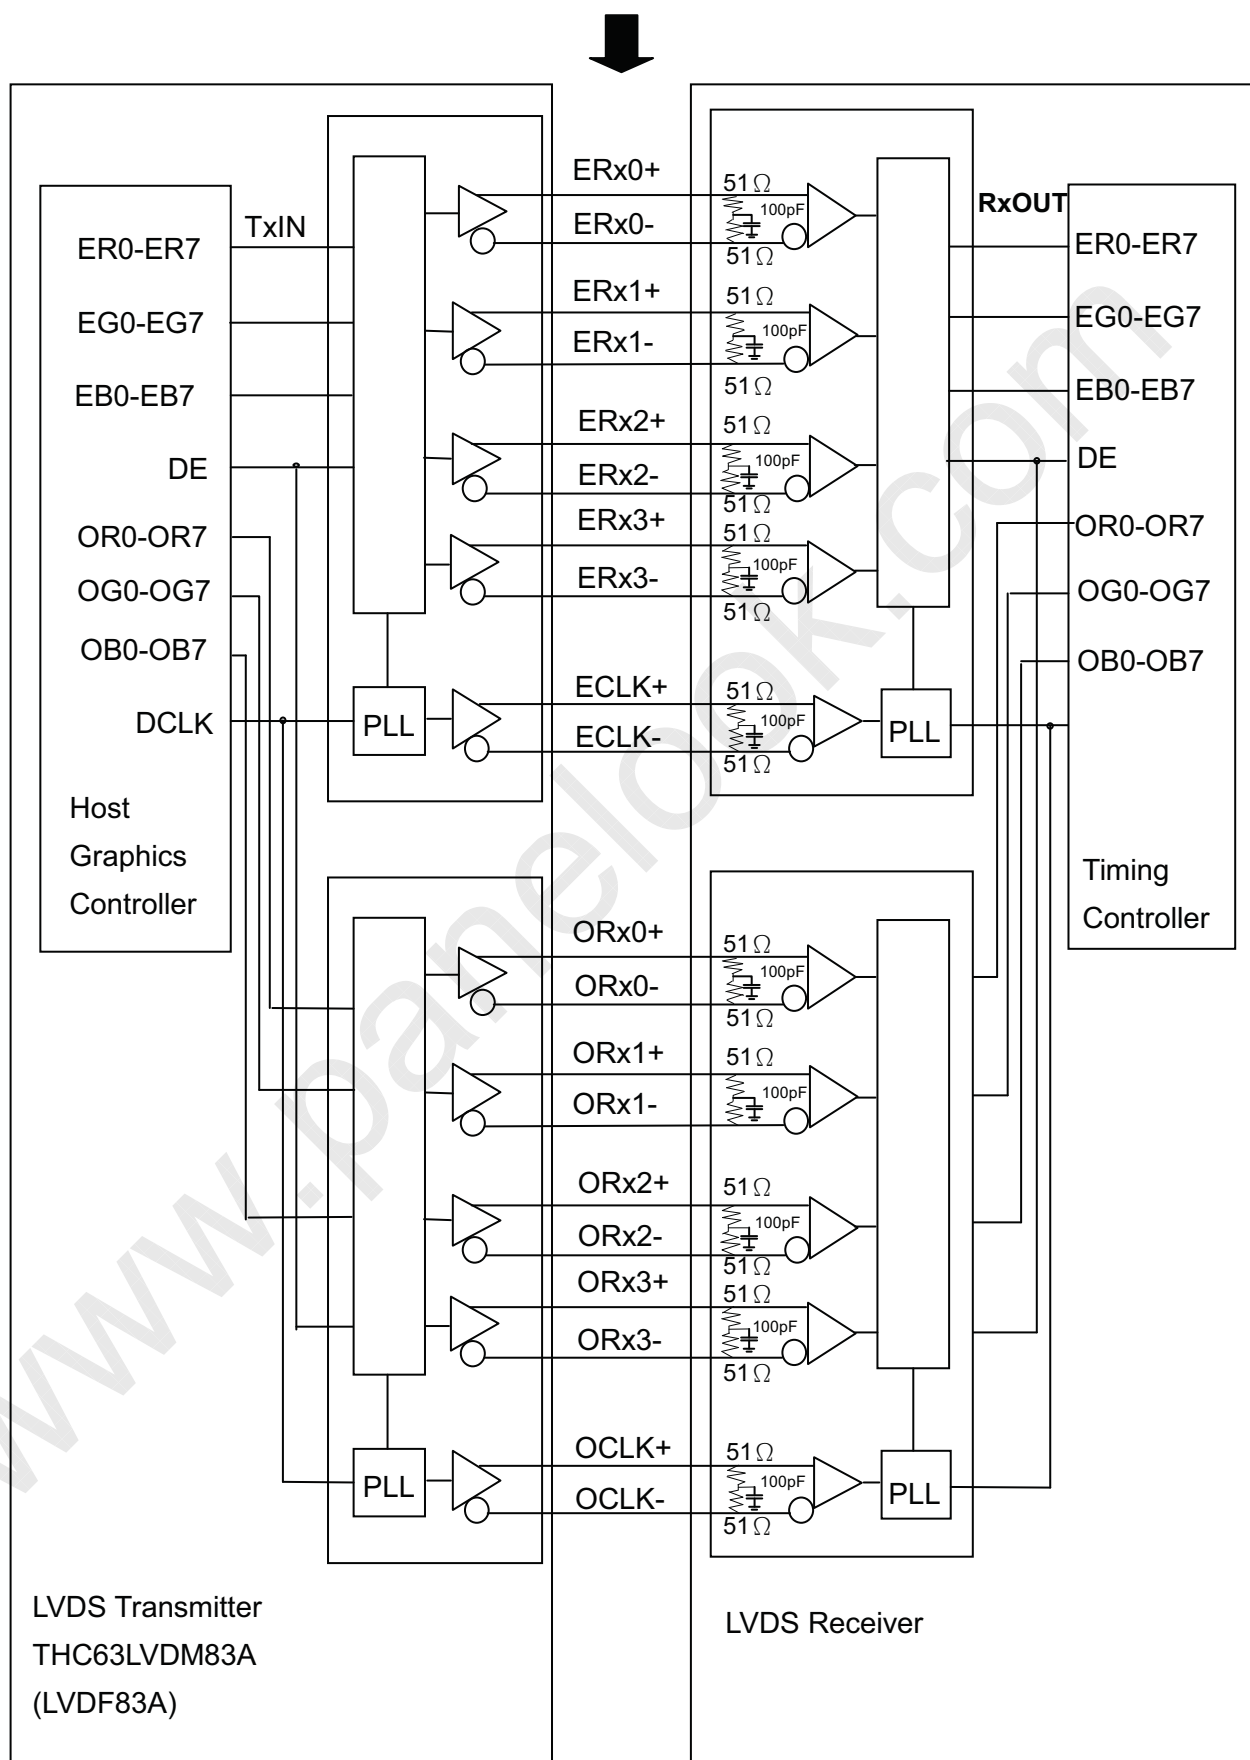 ER0-ER7
EG0-EG7
EB0-EB7
DE
OR0-OR7
OG0-OG7
OB0-OB7
DCLK
Host
Graphics
Controller
TxIN
PLL
ERx0+
ERx0-
ERx1+
ERx1-
ERx2+
ERx2-
ERx3+
ERx3-
ECLK+
ECLK-
51Ω
100pF
51Ω
51Ω
100pF
51Ω
51Ω
100pF
51Ω
51Ω
100pF
51Ω
51Ω
100pF
51Ω
PLL
RxOUT
ER0-ER7
EG0-EG7
EB0-EB7
DE
OR0-OR7
OG0-OG7
OB0-OB7
Timing
Controller
PLL
ORx0+
ORx0-
ORx1+
ORx1-
ORx2+
ORx2-
ORx3+
ORx3-
OCLK+
OCLK-
51Ω
100pF
51Ω
51Ω
100pF
51Ω
100pF
51Ω
51Ω
100pF
51Ω
51Ω
100pF
51Ω
PLL
LVDS Transmitter
THC63LVDM83A
(LVDF83A)
LVDS Receiver
www.panelook.com